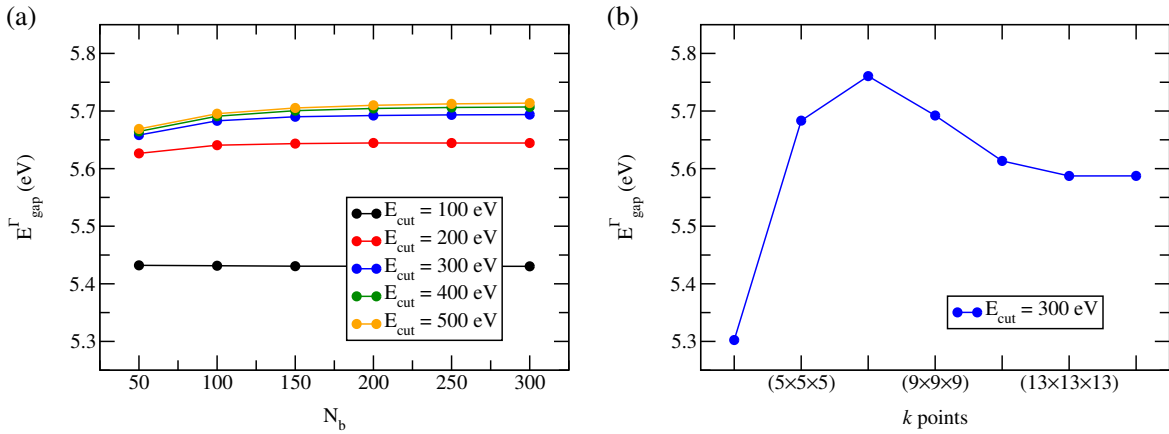 (a)
5.8
5.7
5.6
5.5
5.4
5.3
E^Γ_gap (eV)
50 100 150 200 250 300
N_b
E_cut = 100 eV
E_cut = 200 eV
E_cut = 300 eV
E_cut = 400 eV
E_cut = 500 eV
(b)
5.8
5.7
5.6
5.5
5.4
5.3
E^Γ_gap (eV)
(5×5×5) (9×9×9) (13×13×13)
k points
E_cut = 300 eV